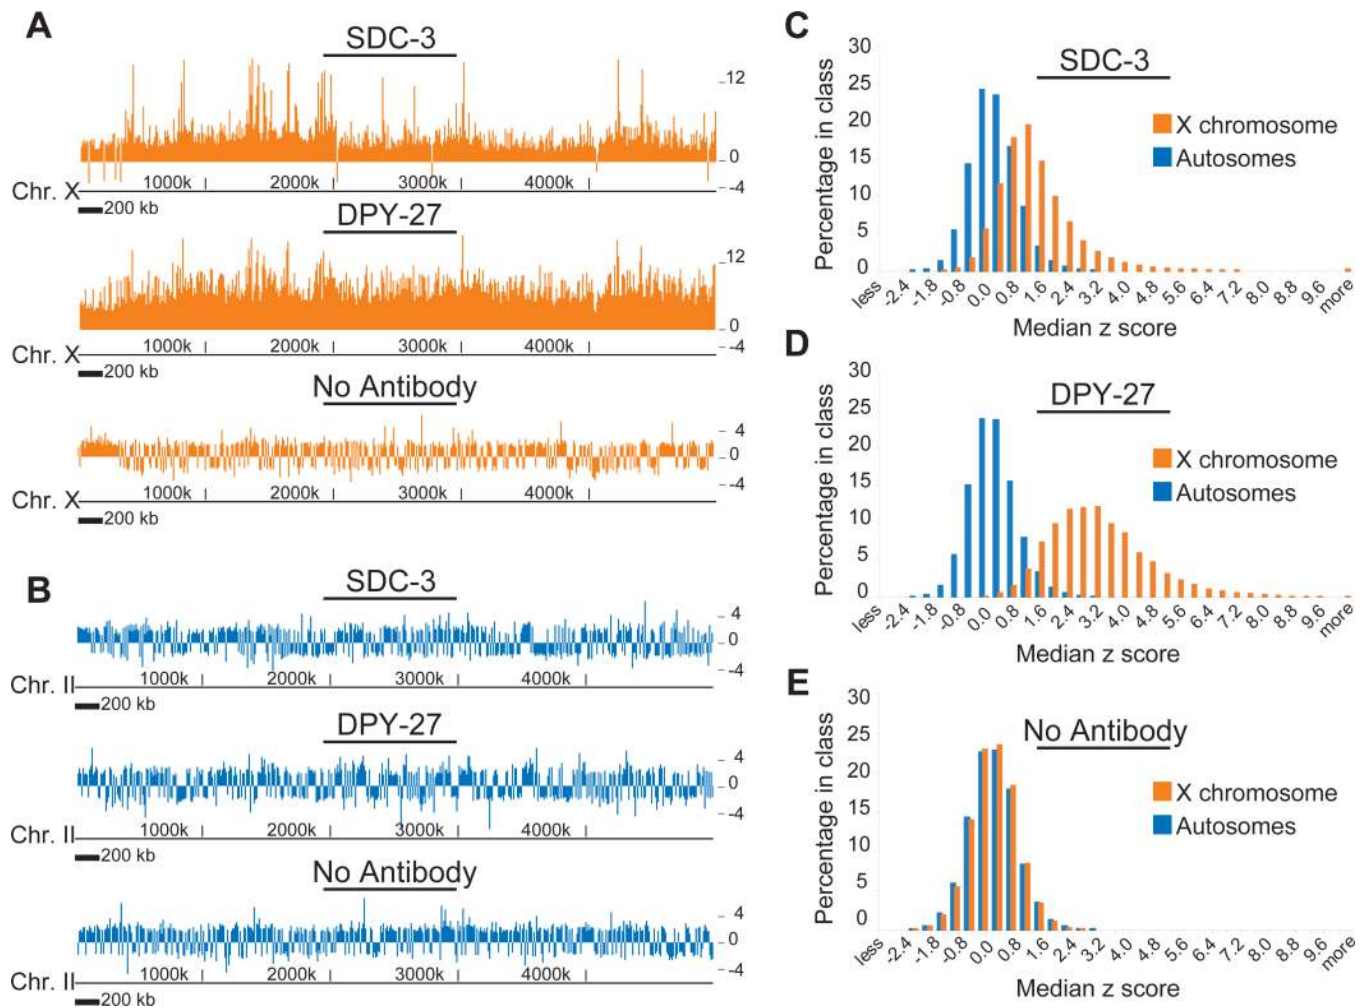 A
SDC-3
12
0
-4
1000k 2000k 3000k 4000k
Chr. X
200 kb
DPY-27
12
0
-4
1000k 2000k 3000k 4000k
Chr. X
200 kb
No Antibody
4
0
-4
1000k 2000k 3000k 4000k
Chr. X
200 kb
B
SDC-3
4
0
-4
1000k 2000k 3000k 4000k
Chr. II
200 kb
DPY-27
4
0
-4
1000k 2000k 3000k 4000k
Chr. II
200 kb
No Antibody
4
0
-4
1000k 2000k 3000k 4000k
Chr. II
200 kb
C
SDC-3
X chromosome
Autosomes
Percentage in class
30
25
20
15
10
5
0
less -2.4 -1.8 -0.8 0.0 0.8 1.6 2.4 3.2 4.0 4.8 5.6 6.4 7.2 8.0 8.8 9.6 more
Median z score
D
DPY-27
X chromosome
Autosomes
Percentage in class
30
25
20
15
10
5
0
less -2.4 -1.8 -0.8 0.0 0.8 1.6 2.4 3.2 4.0 4.8 5.6 6.4 7.2 8.0 8.8 9.6 more
Median z score
E
No Antibody
X chromosome
Autosomes
Percentage in class
30
25
20
15
10
5
0
less -2.4 -1.8 -0.8 0.0 0.8 1.6 2.4 3.2 4.0 4.8 5.6 6.4 7.2 8.0 8.8 9.6 more
Median z score